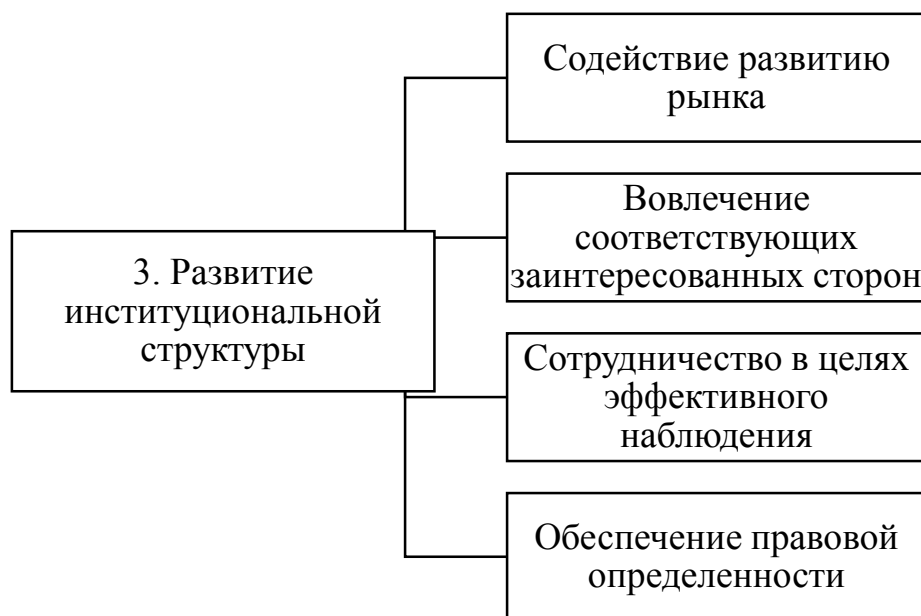 Содействие развитию
рынка
Вовлечение
соответствующих
заинтересованных сторон
3. Развитие
институциональной
структуры
Сотрудничество в целях
эффективного
наблюдения
Обеспечение правовой
определенности